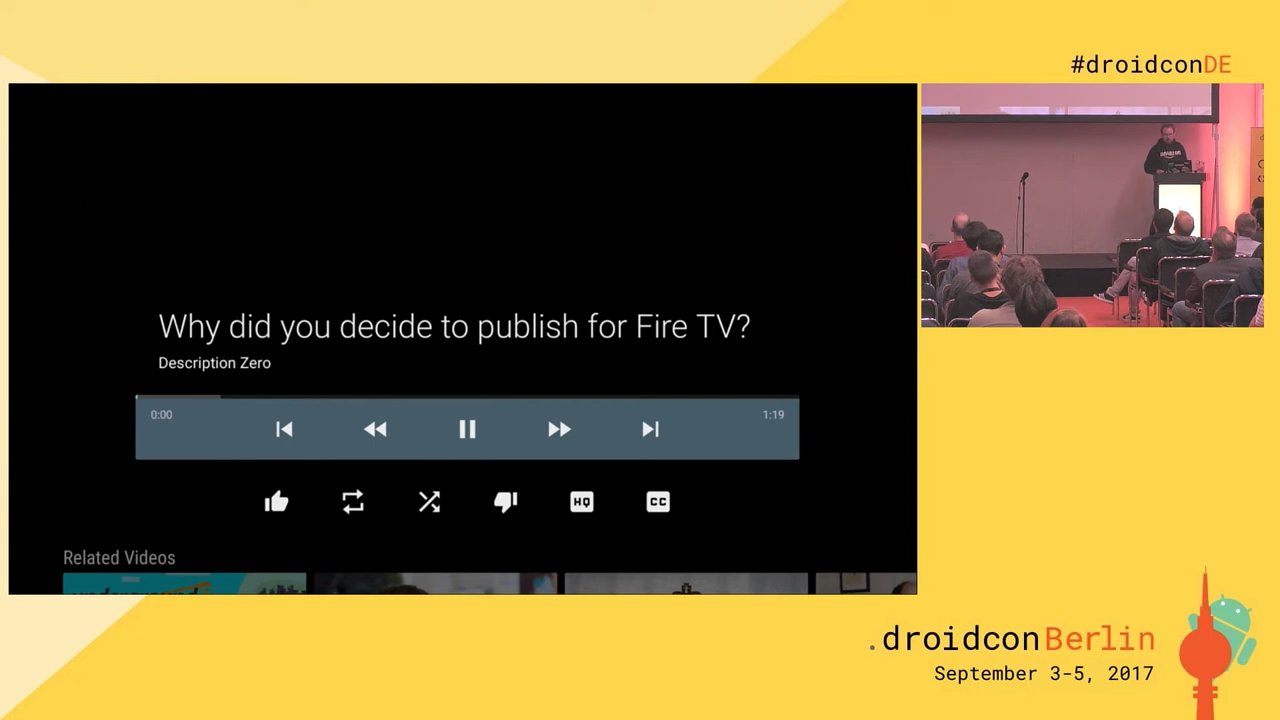 #droidconDE
Why did you decide to publish for Fire TV?
Description Zero
0:00
1:19
HQ
CC
Related Videos
.droidconBerlin
September 3-5, 2017